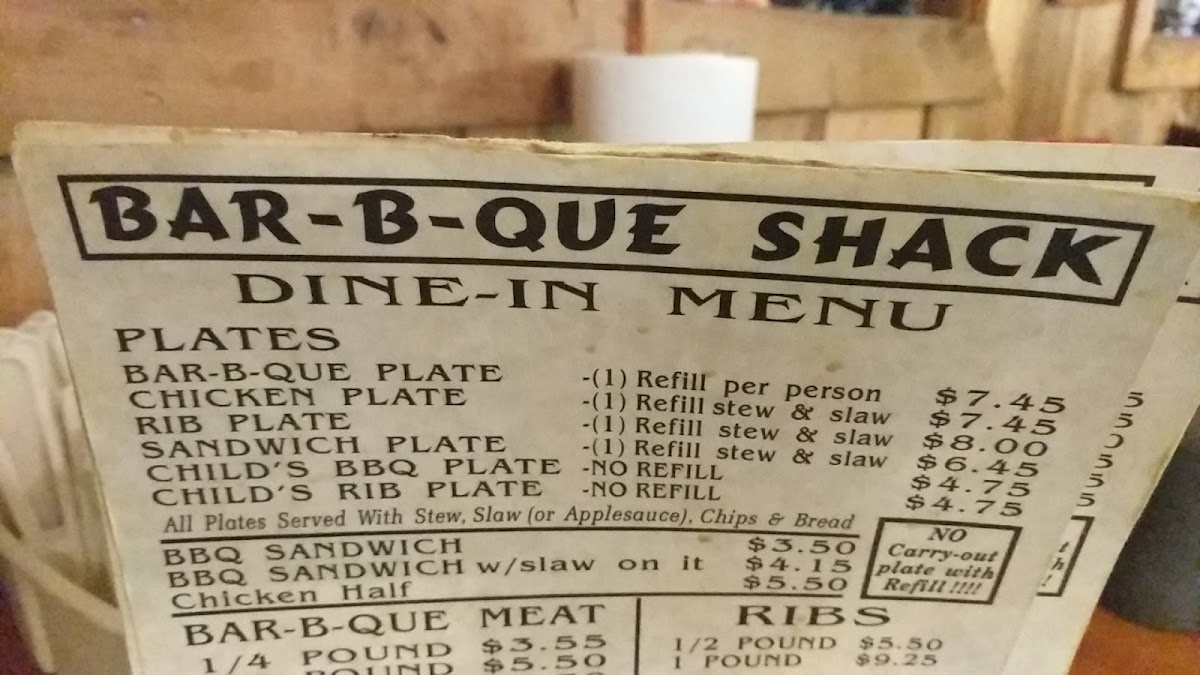 BAR-B-QUE SHACK
DINE-IN MENU
PLATES
BAR-B-QUE PLATE -(1) Refill per person $7.45
CHICKEN PLATE -(1) Refill stew & slaw $7.45
RIB PLATE -(1) Refill stew & slaw $8.00
SANDWICH PLATE -(1) Refill stew & slaw $6.45
CHILD'S BBQ PLATE -NO REFILL $4.75
CHILD'S RIB PLATE -NO REFILL $4.75
All Plates Served With Stew, Slaw (or Applesauce), Chips & Bread
BBQ SANDWICH $3.50
BBQ SANDWICH w/slaw on it $4.15
Chicken Half $5.50
NO
Carry-out
plate with
Refill !!!!
BAR-B-QUE MEAT
1/4 POUND $3.55
POUND $5.50
RIBS
1/2 POUND $5.50
1 POUND $9.25